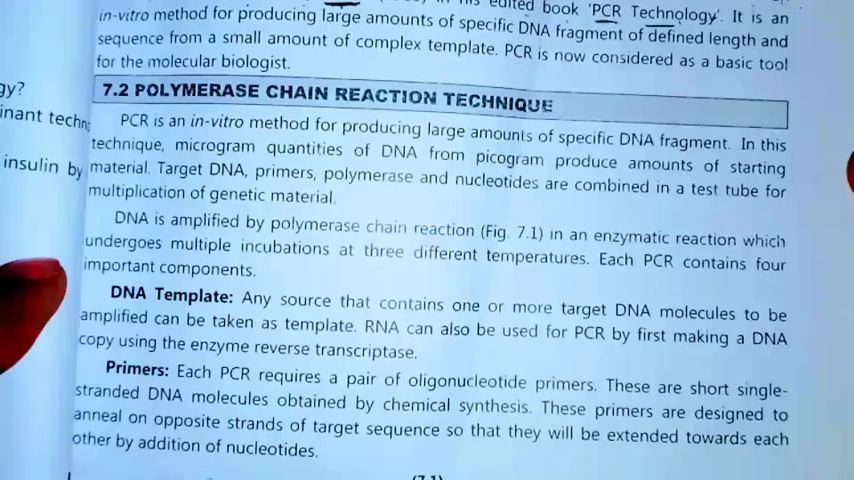 his edited book 'PCR Technology'. It is an
in-vitro method for producing large amounts of specific DNA fragment of defined length and
sequence from a small amount of complex template. PCR is now considered as a basic tool
for the molecular biologist.
7.2 POLYMERASE CHAIN REACTION TECHNIQUE
PCR is an in-vitro method for producing large amounts of specific DNA fragment. In this
technique, microgram quantities of DNA from picogram produce amounts of starting
material. Target DNA, primers, polymerase and nucleotides are combined in a test tube for
multiplication of genetic material.
DNA is amplified by polymerase chain reaction (Fig. 7.1) in an enzymatic reaction which
undergoes multiple incubations at three different temperatures. Each PCR contains four
important components.
DNA Template: Any source that contains one or more target DNA molecules to be
amplified can be taken as template. RNA can also be used for PCR by first making a DNA
copy using the enzyme reverse transcriptase.
Primers: Each PCR requires a pair of oligonucleotide primers. These are short single-
stranded DNA molecules obtained by chemical synthesis. These primers are designed to
anneal on opposite strands of target sequence so that they will be extended towards each
other by addition of nucleotides.
(7.1)
gy?
inant techn
insulin by